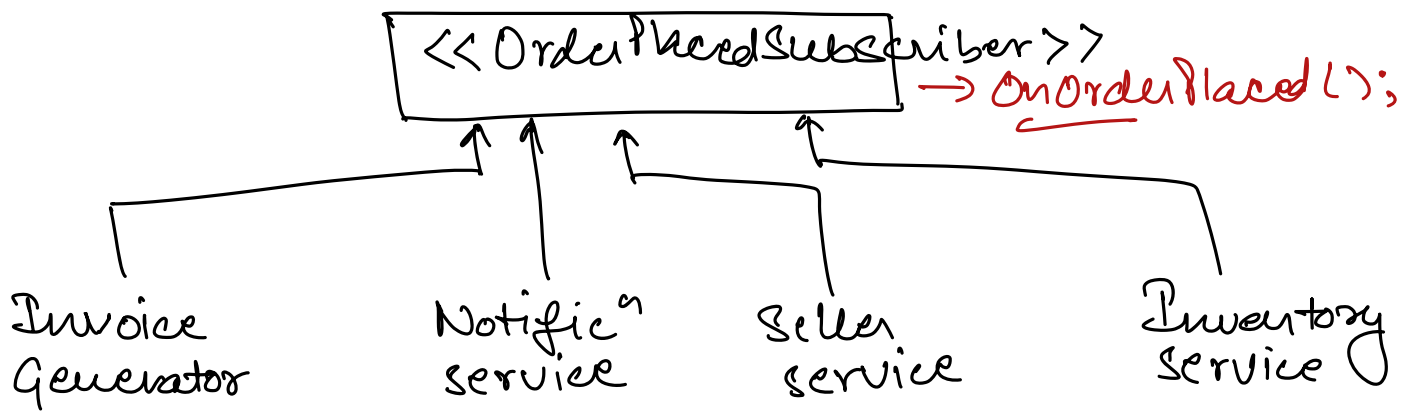 <<OrderPlacedSubscriber>>
→ OnOrderPlaced();
Invoice
Generator
Notificⁿ
service
Seller
service
Inventory
service